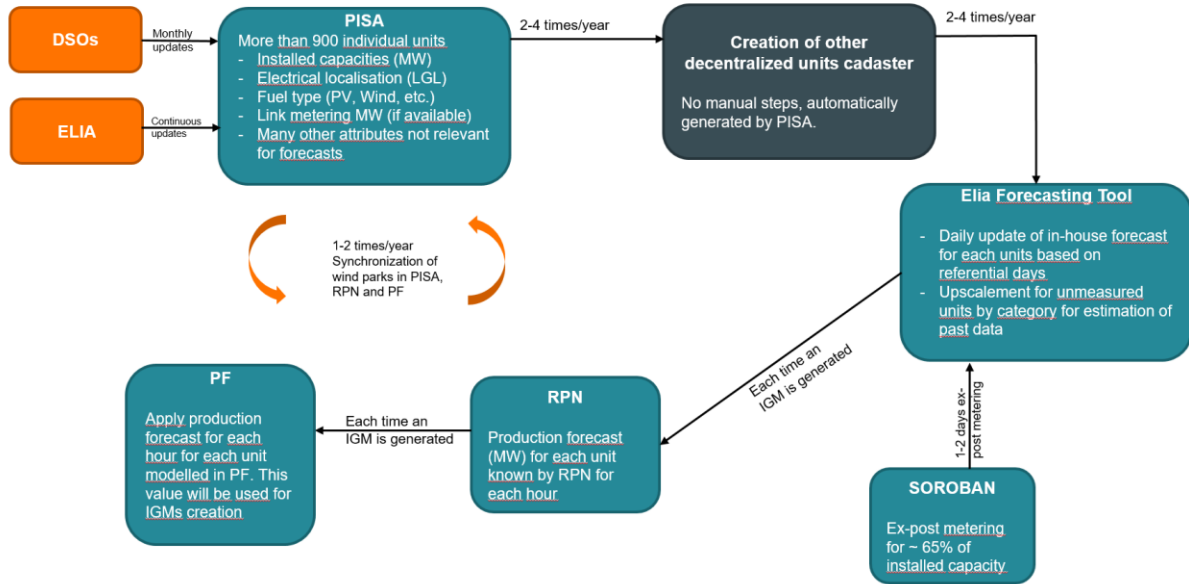 DSOs
Monthly
updates
ELIA
Continuous
updates
PISA
More than 900 individual units
- Installed capacities (MW)
- Electrical localisation (LGL)
- Fuel type (PV, Wind, etc.)
- Link metering MW (if available)
- Many other attributes not relevant
for forecasts
2-4 times/year
Creation of other
decentralized units cadaster
No manual steps, automatically
generated by PISA.
2-4 times/year
Elia Forecasting Tool
- Daily update of in-house forecast
for each units based on
referential days
- Upscalement for unmeasured
units by category for estimation of
past data
1-2 times/year
Synchronization of
wind parks in PISA,
RPN and PF
PF
Apply production
forecast for each
hour for each unit
modelled in PF. This
value will be used for
IGMs creation
Each time an
IGM is generated
RPN
Production forecast
(MW) for each unit
known by RPN for
each hour
Each time an
IGM is generated
1-2 days ex-
post metering
SOROBAN
Ex-post metering
for ~ 65% of
installed capacity